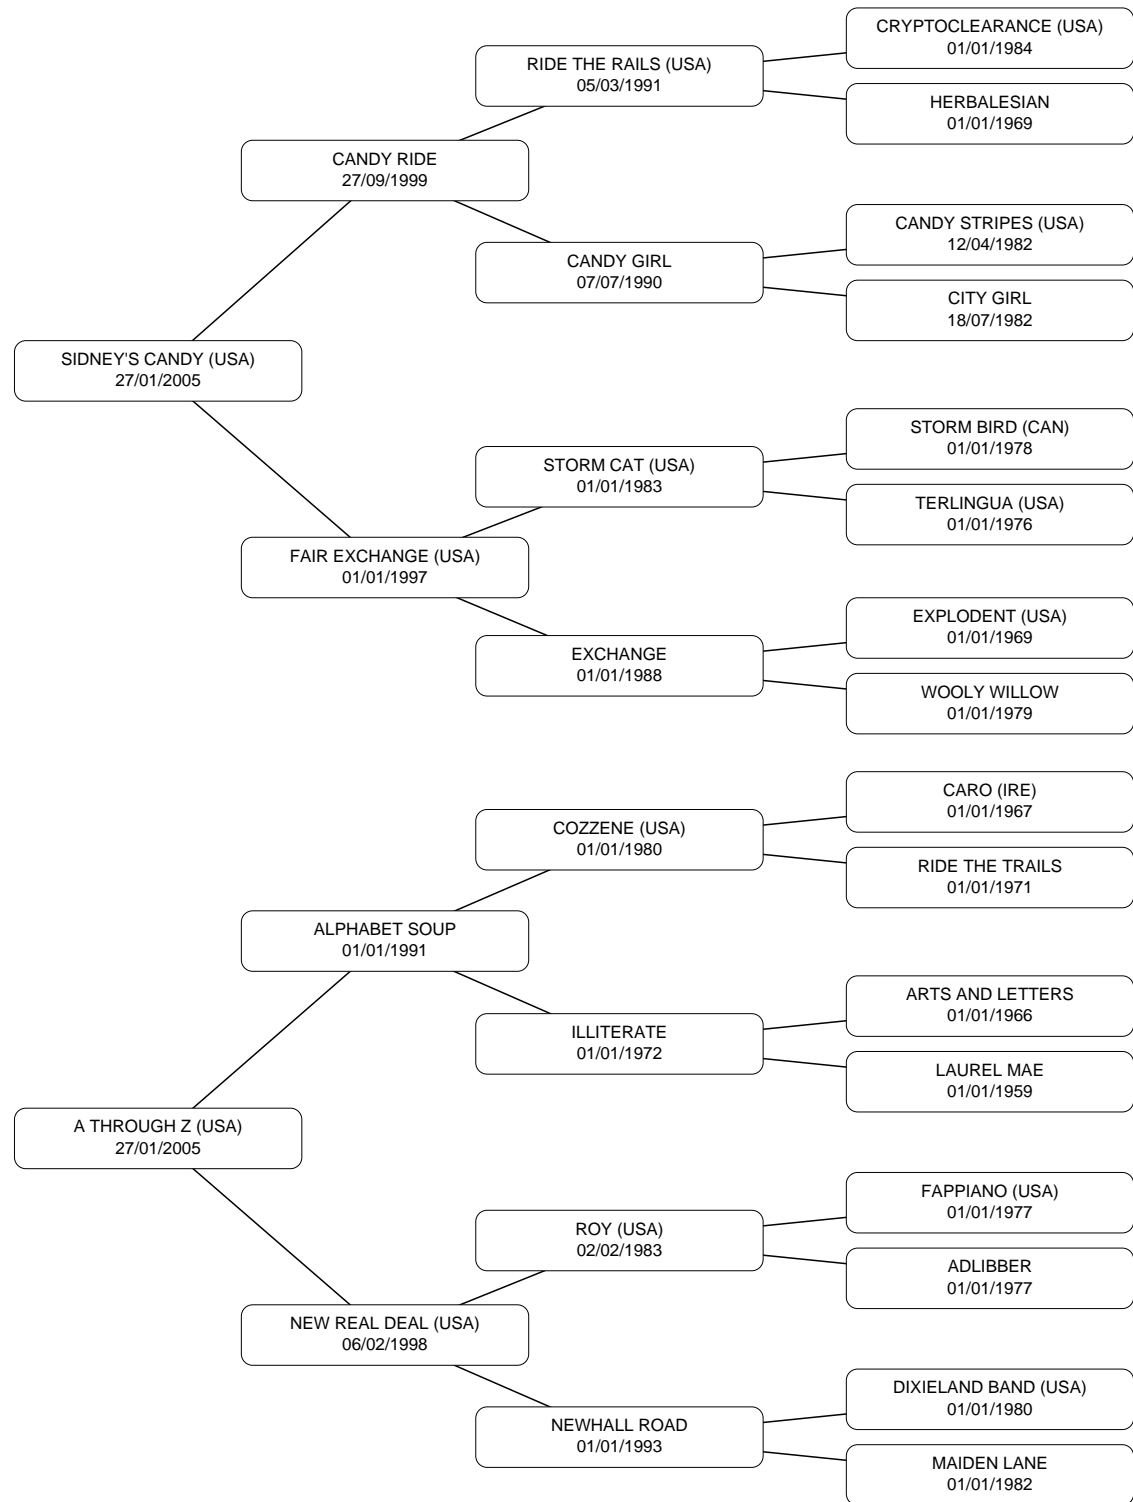 CRYPTOCLEARANCE (USA)
01/01/1984
RIDE THE RAILS (USA)
05/03/1991
HERBALESIAN
01/01/1969
CANDY RIDE
27/09/1999
CANDY STRIPES (USA)
12/04/1982
CANDY GIRL
07/07/1990
CITY GIRL
18/07/1982
SIDNEY'S CANDY (USA)
27/01/2005
STORM BIRD (CAN)
01/01/1978
STORM CAT (USA)
01/01/1983
TERLINGUA (USA)
01/01/1976
FAIR EXCHANGE (USA)
01/01/1997
EXPLODENT (USA)
01/01/1969
EXCHANGE
01/01/1988
WOOLY WILLOW
01/01/1979
CARO (IRE)
01/01/1967
COZZENE (USA)
01/01/1980
RIDE THE TRAILS
01/01/1971
ALPHABET SOUP
01/01/1991
ARTS AND LETTERS
01/01/1966
ILLITERATE
01/01/1972
LAUREL MAE
01/01/1959
A THROUGH Z (USA)
27/01/2005
FAPPIANO (USA)
01/01/1977
ROY (USA)
02/02/1983
ADLIBBER
01/01/1977
NEW REAL DEAL (USA)
06/02/1998
DIXIELAND BAND (USA)
01/01/1980
NEWHALL ROAD
01/01/1993
MAIDEN LANE
01/01/1982